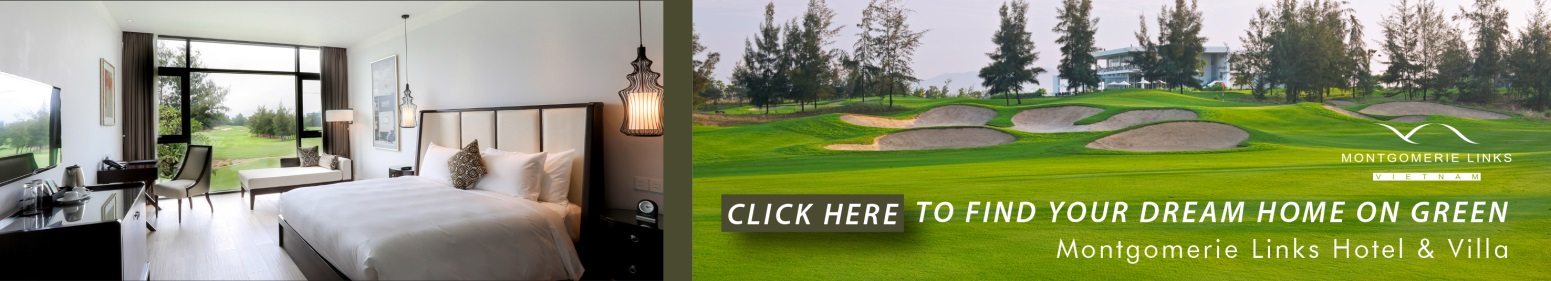 MONTGOMERIE LINKS
VIETNAM
CLICK HERE TO FIND YOUR DREAM HOME ON GREEN
Montgomerie Links Hotel & Villa